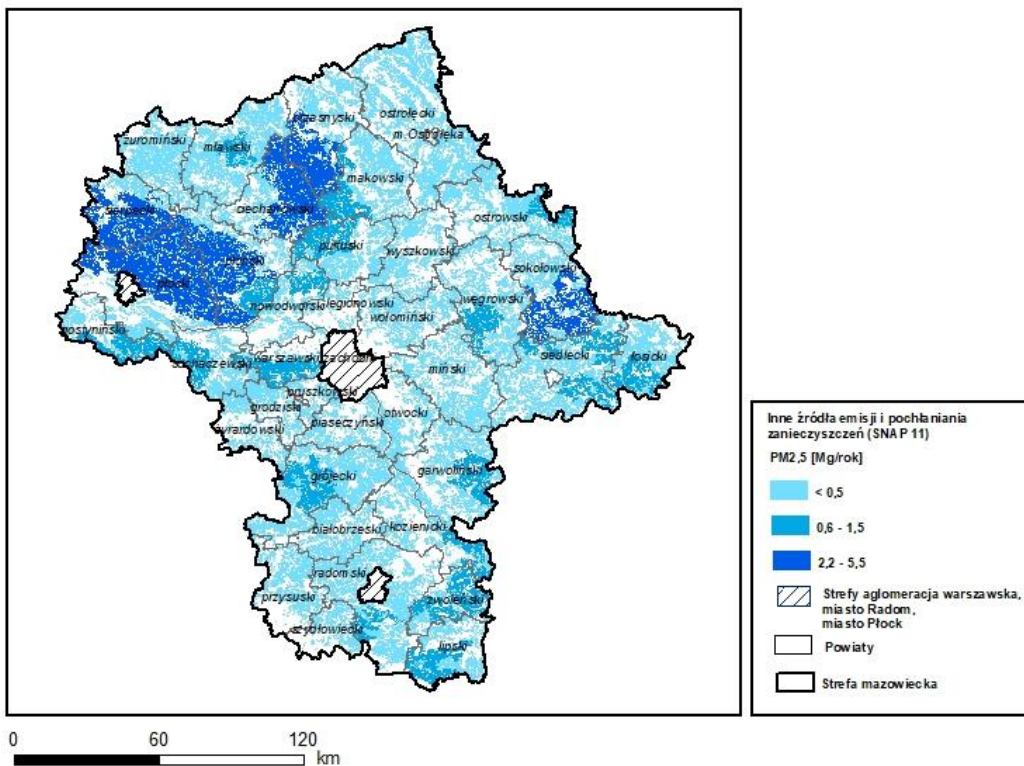 przasnyski
ostrołęcki
m.Ostrołęka
żuromiński
mławski
makowski
sierpecki
ciechanowski
ostrowski
pułtuski
wyszkowski
płoński
sokołowski
płocki
nowodworski
legionowski
węgrowski
wołomiński
gostyniński
siedlecki
łosicki
sochaczewski
warszawski zachodni
miński
pruszkowski
grodziski
otwocki
piaseczyński
żyrardowski
garwoliński
grójecki
białobrzeski
kozienicki
radomski
przysuski
zwoleński
szydłowiecki
lipski
Inne źródła emisji i pochłaniania
zanieczyszczeń (SNAP 11)
PM2,5 [Mg/rok]
< 0,5
0,6 - 1,5
2,2 - 5,5
Strefy aglomeracja warszawska,
miasto Radom,
miasto Płock
Powiaty
Strefa mazowiecka
0 60 120
km